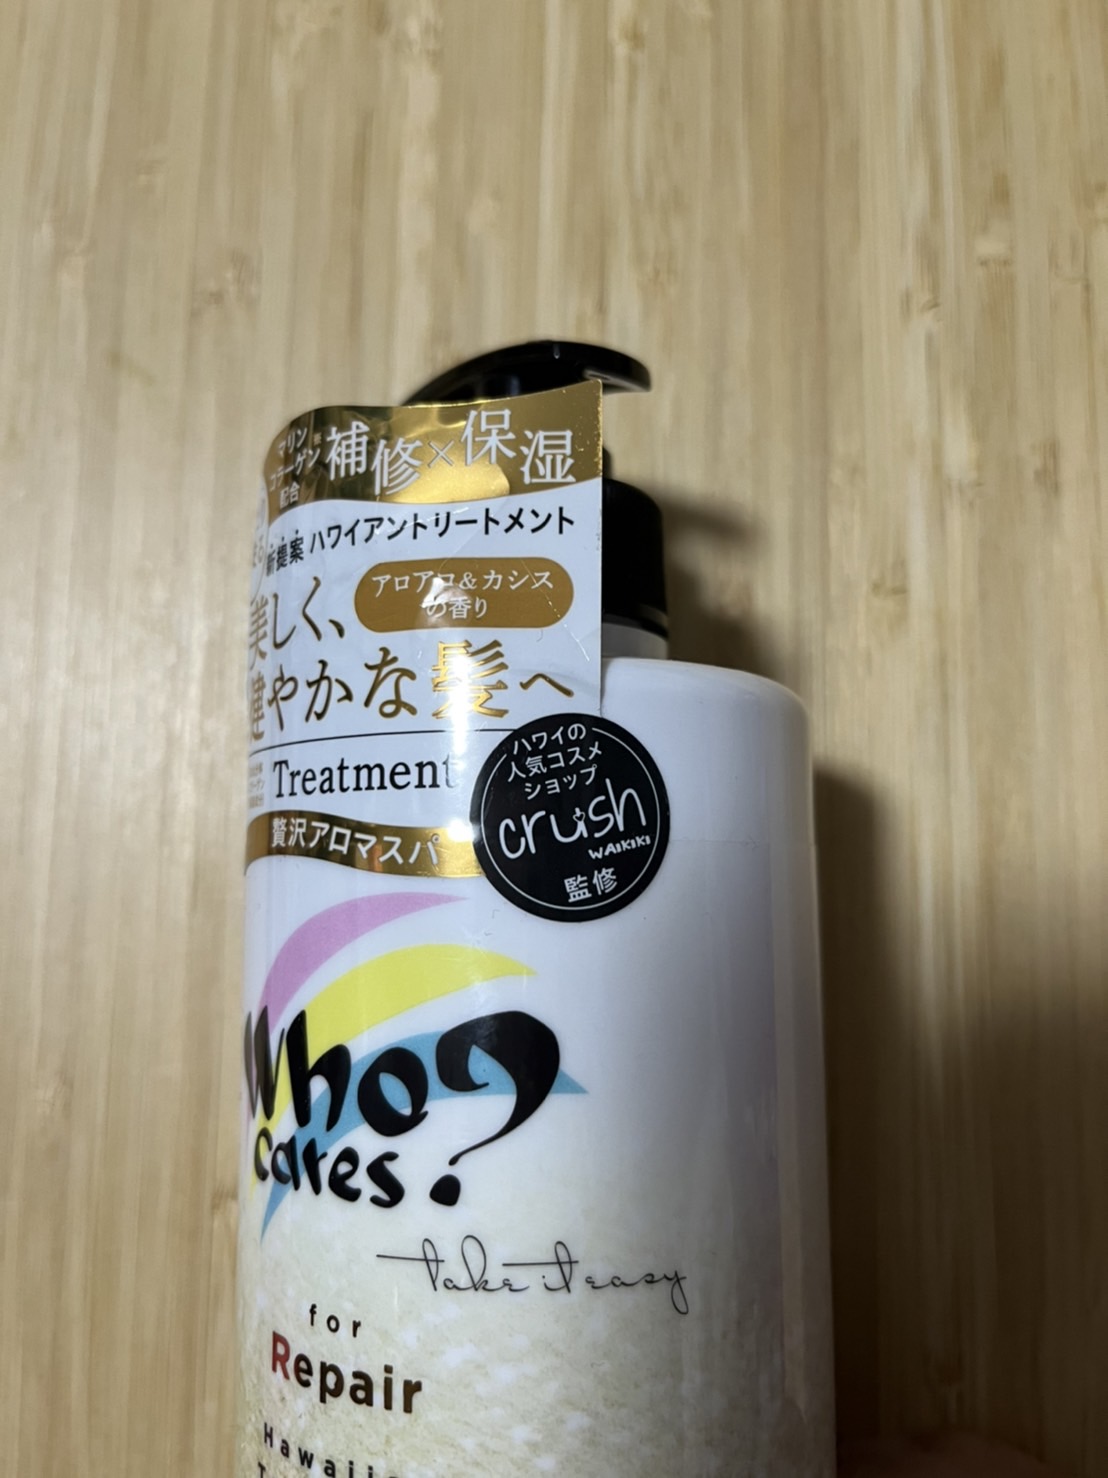 マリン
コラーゲン※
配合
補修×保湿
新提案 ハワイアントリートメント
アロアロ&カシス
の香り
美しく、
健やかな髪へ
Treatment
贅沢アロマスパ
ハワイの
人気コスメ
ショップ
crush
WAIKIKI
監修
Who
cares?
take it easy
for
Repair